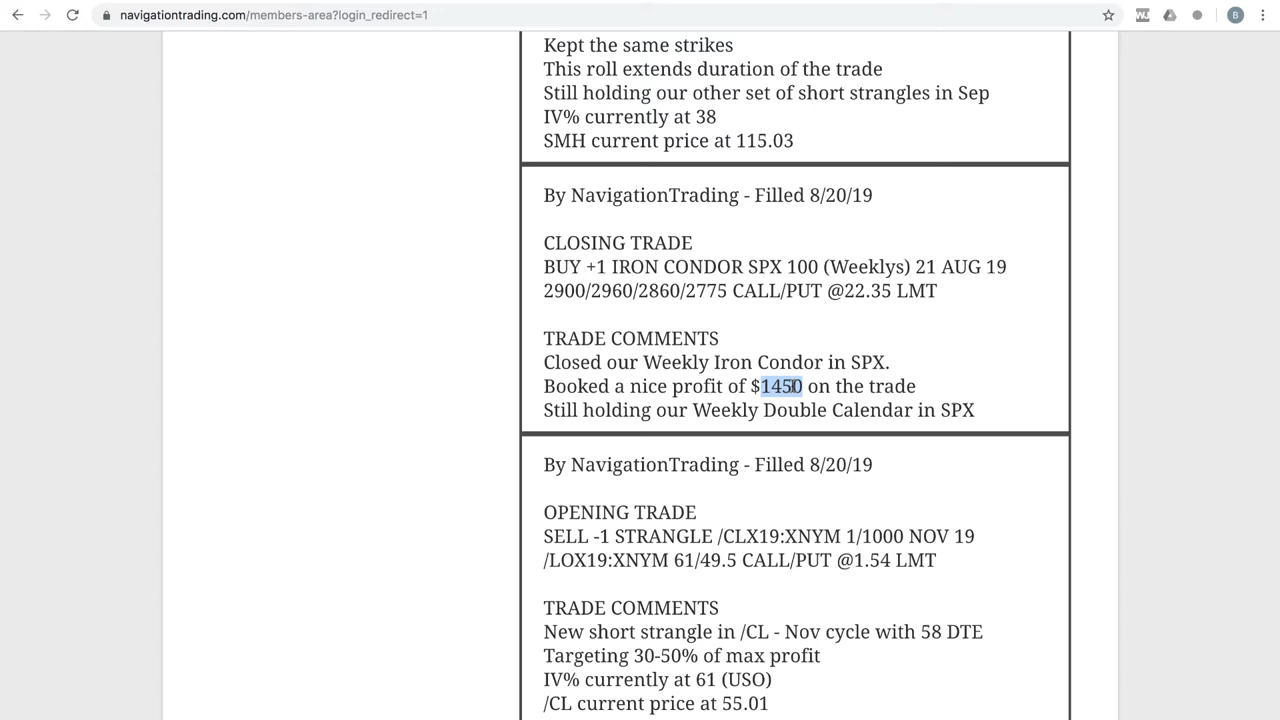 navigationtrading.com/members-area?login_redirect=1
B
Kept the same strikes
This roll extends duration of the trade
Still holding our other set of short strangles in Sep
IV% currently at 38
SMH current price at 115.03
By NavigationTrading - Filled 8/20/19
CLOSING TRADE
BUY +1 IRON CONDOR SPX 100 (Weeklys) 21 AUG 19
2900/2960/2860/2775 CALL/PUT @22.35 LMT
TRADE COMMENTS
Closed our Weekly Iron Condor in SPX.
Booked a nice profit of $1450 on the trade
Still holding our Weekly Double Calendar in SPX
By NavigationTrading - Filled 8/20/19
OPENING TRADE
SELL -1 STRANGLE /CLX19:XNYM 1/1000 NOV 19
/LOX19:XNYM 61/49.5 CALL/PUT @1.54 LMT
TRADE COMMENTS
New short strangle in /CL - Nov cycle with 58 DTE
Targeting 30-50% of max profit
IV% currently at 61 (USO)
/CL current price at 55.01